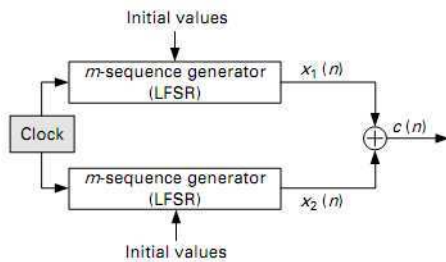 Initial values
m-sequence generator
(LFSR)
x₁ (n)
Clock
c (n)
m-sequence generator
(LFSR)
x₂ (n)
Initial values